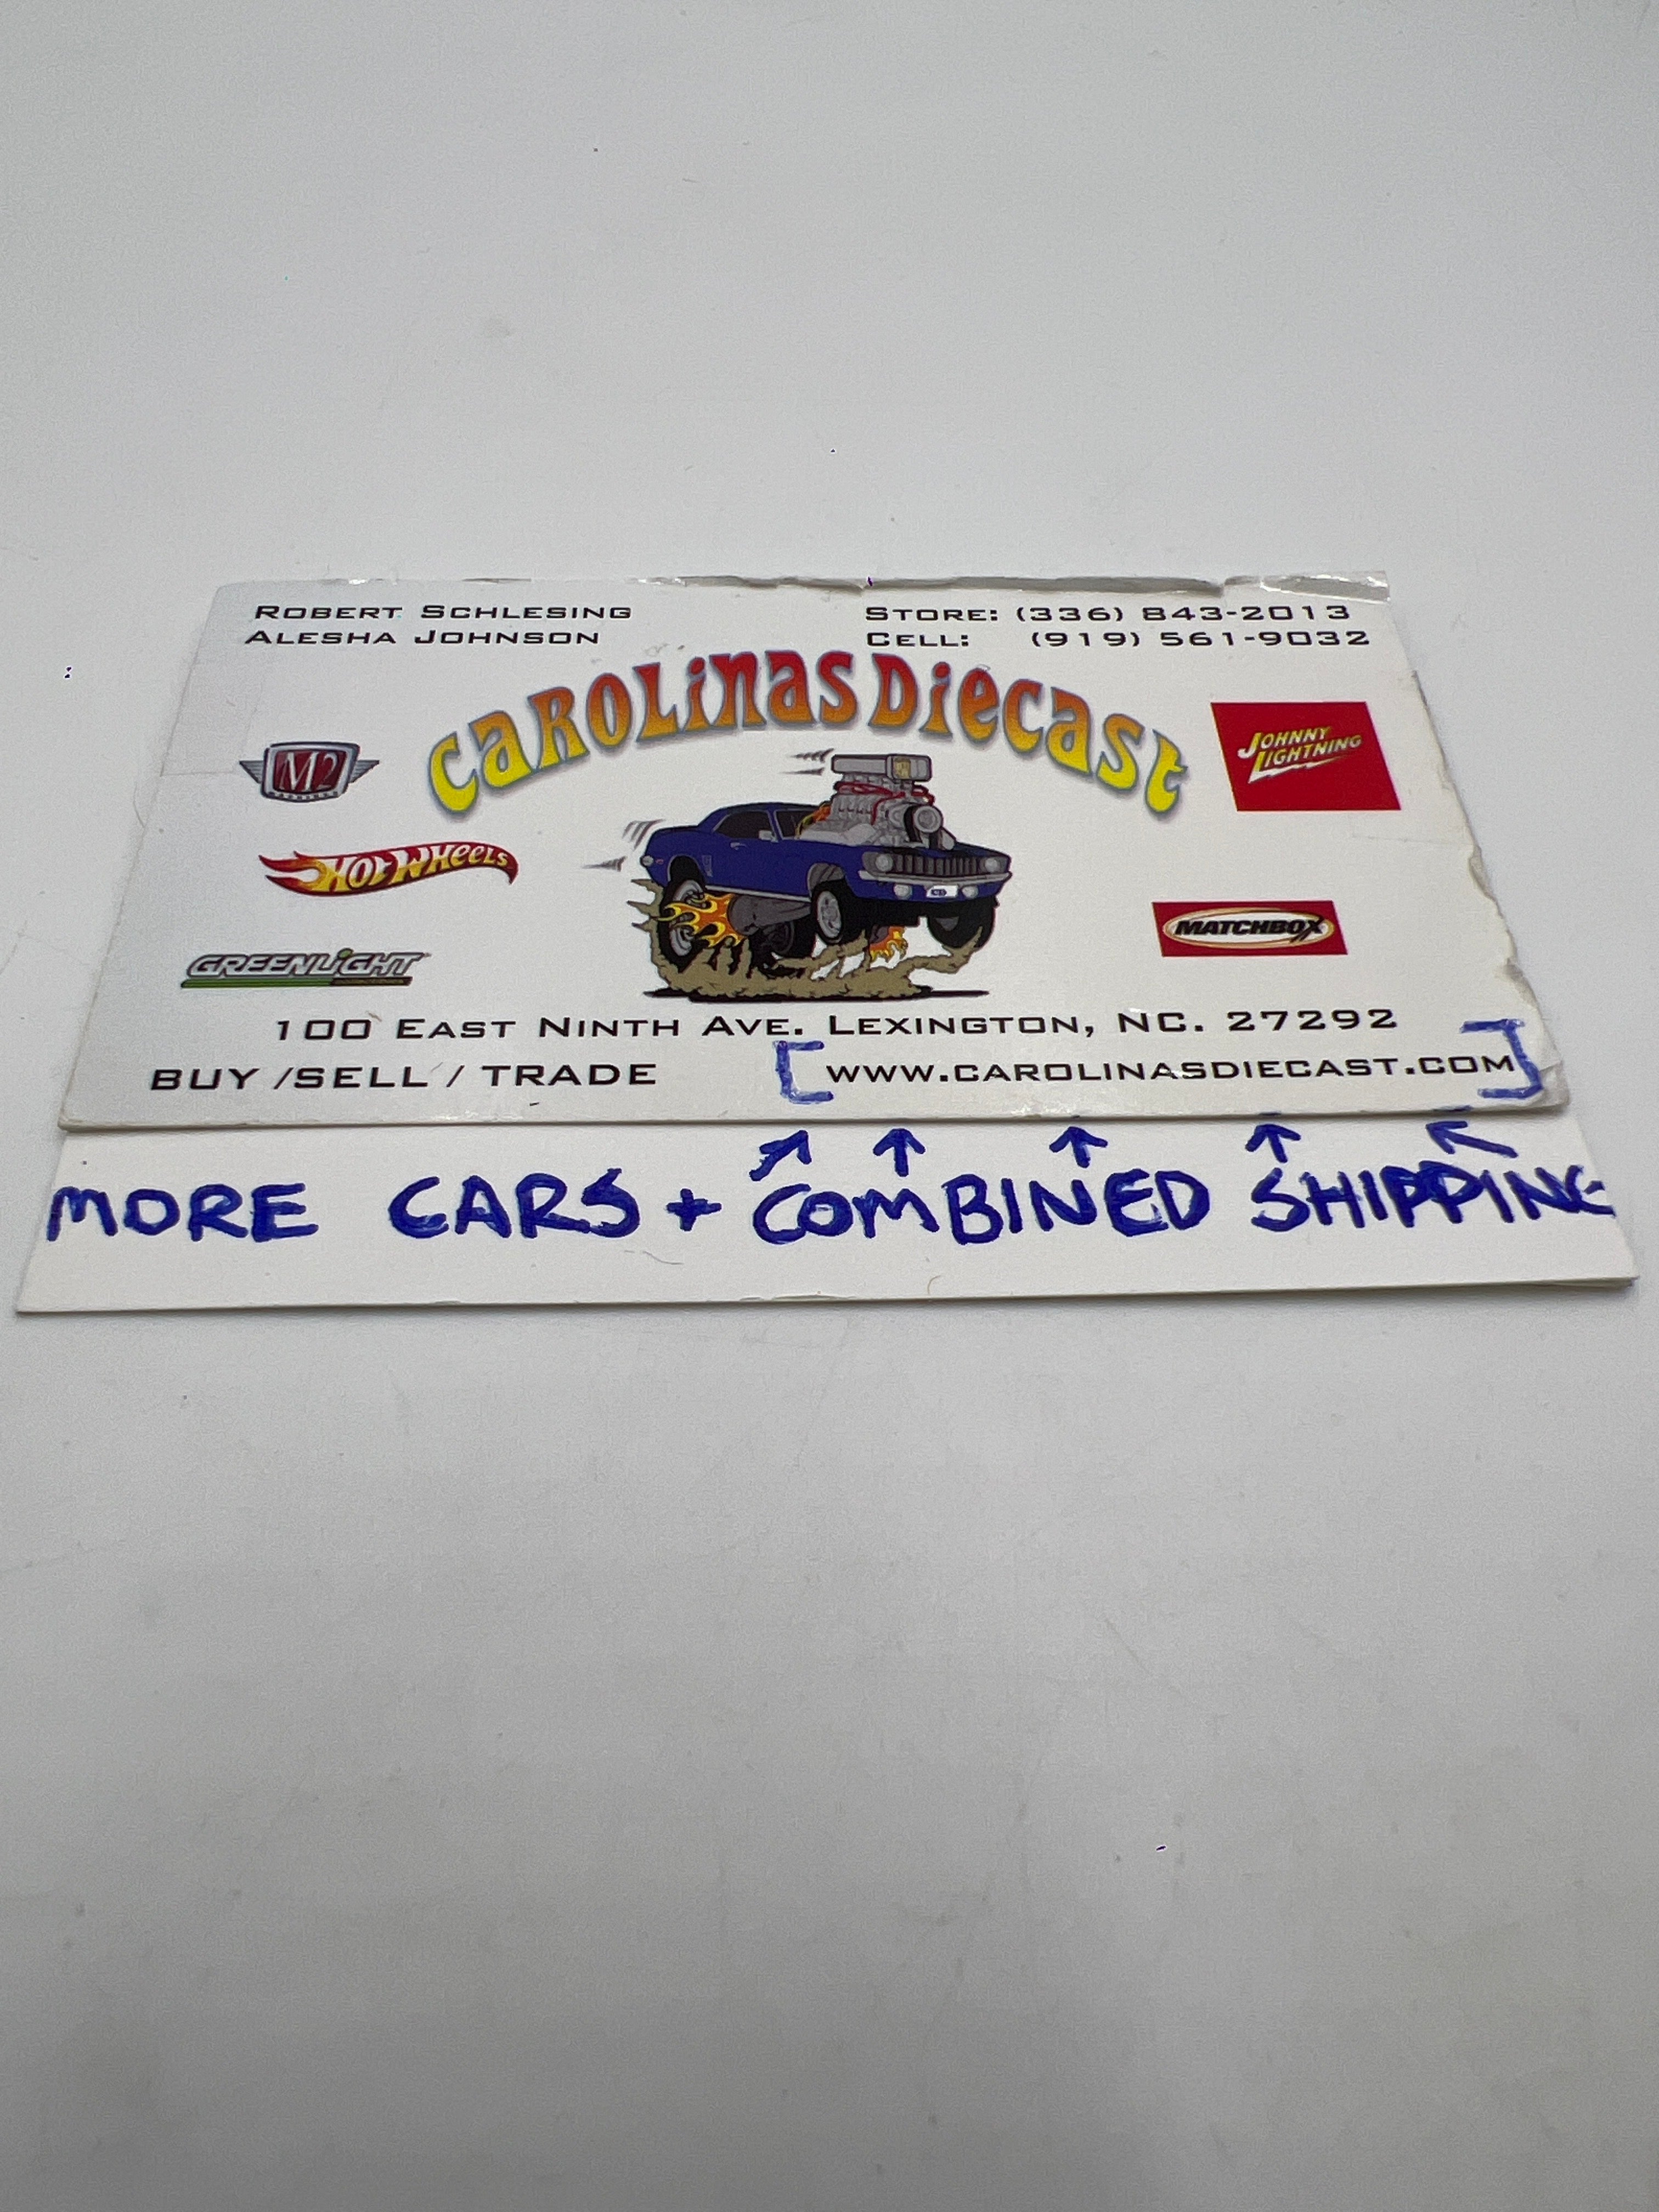 ROBERT SCHLESING
ALESHA JOHNSON
STORE: (336) 843-2013
CELL: (919) 561-9032
CAROLINAS DIECAST
M2
JOHNNY LIGHTNING
HOT WHEELS
MATCHBOX
GREENLIGHT
100 EAST NINTH AVE. LEXINGTON, NC. 27292
BUY /SELL / TRADE
[WWW.CAROLINASDIECAST.COM]
MORE CARS + COMBINED SHIPPING